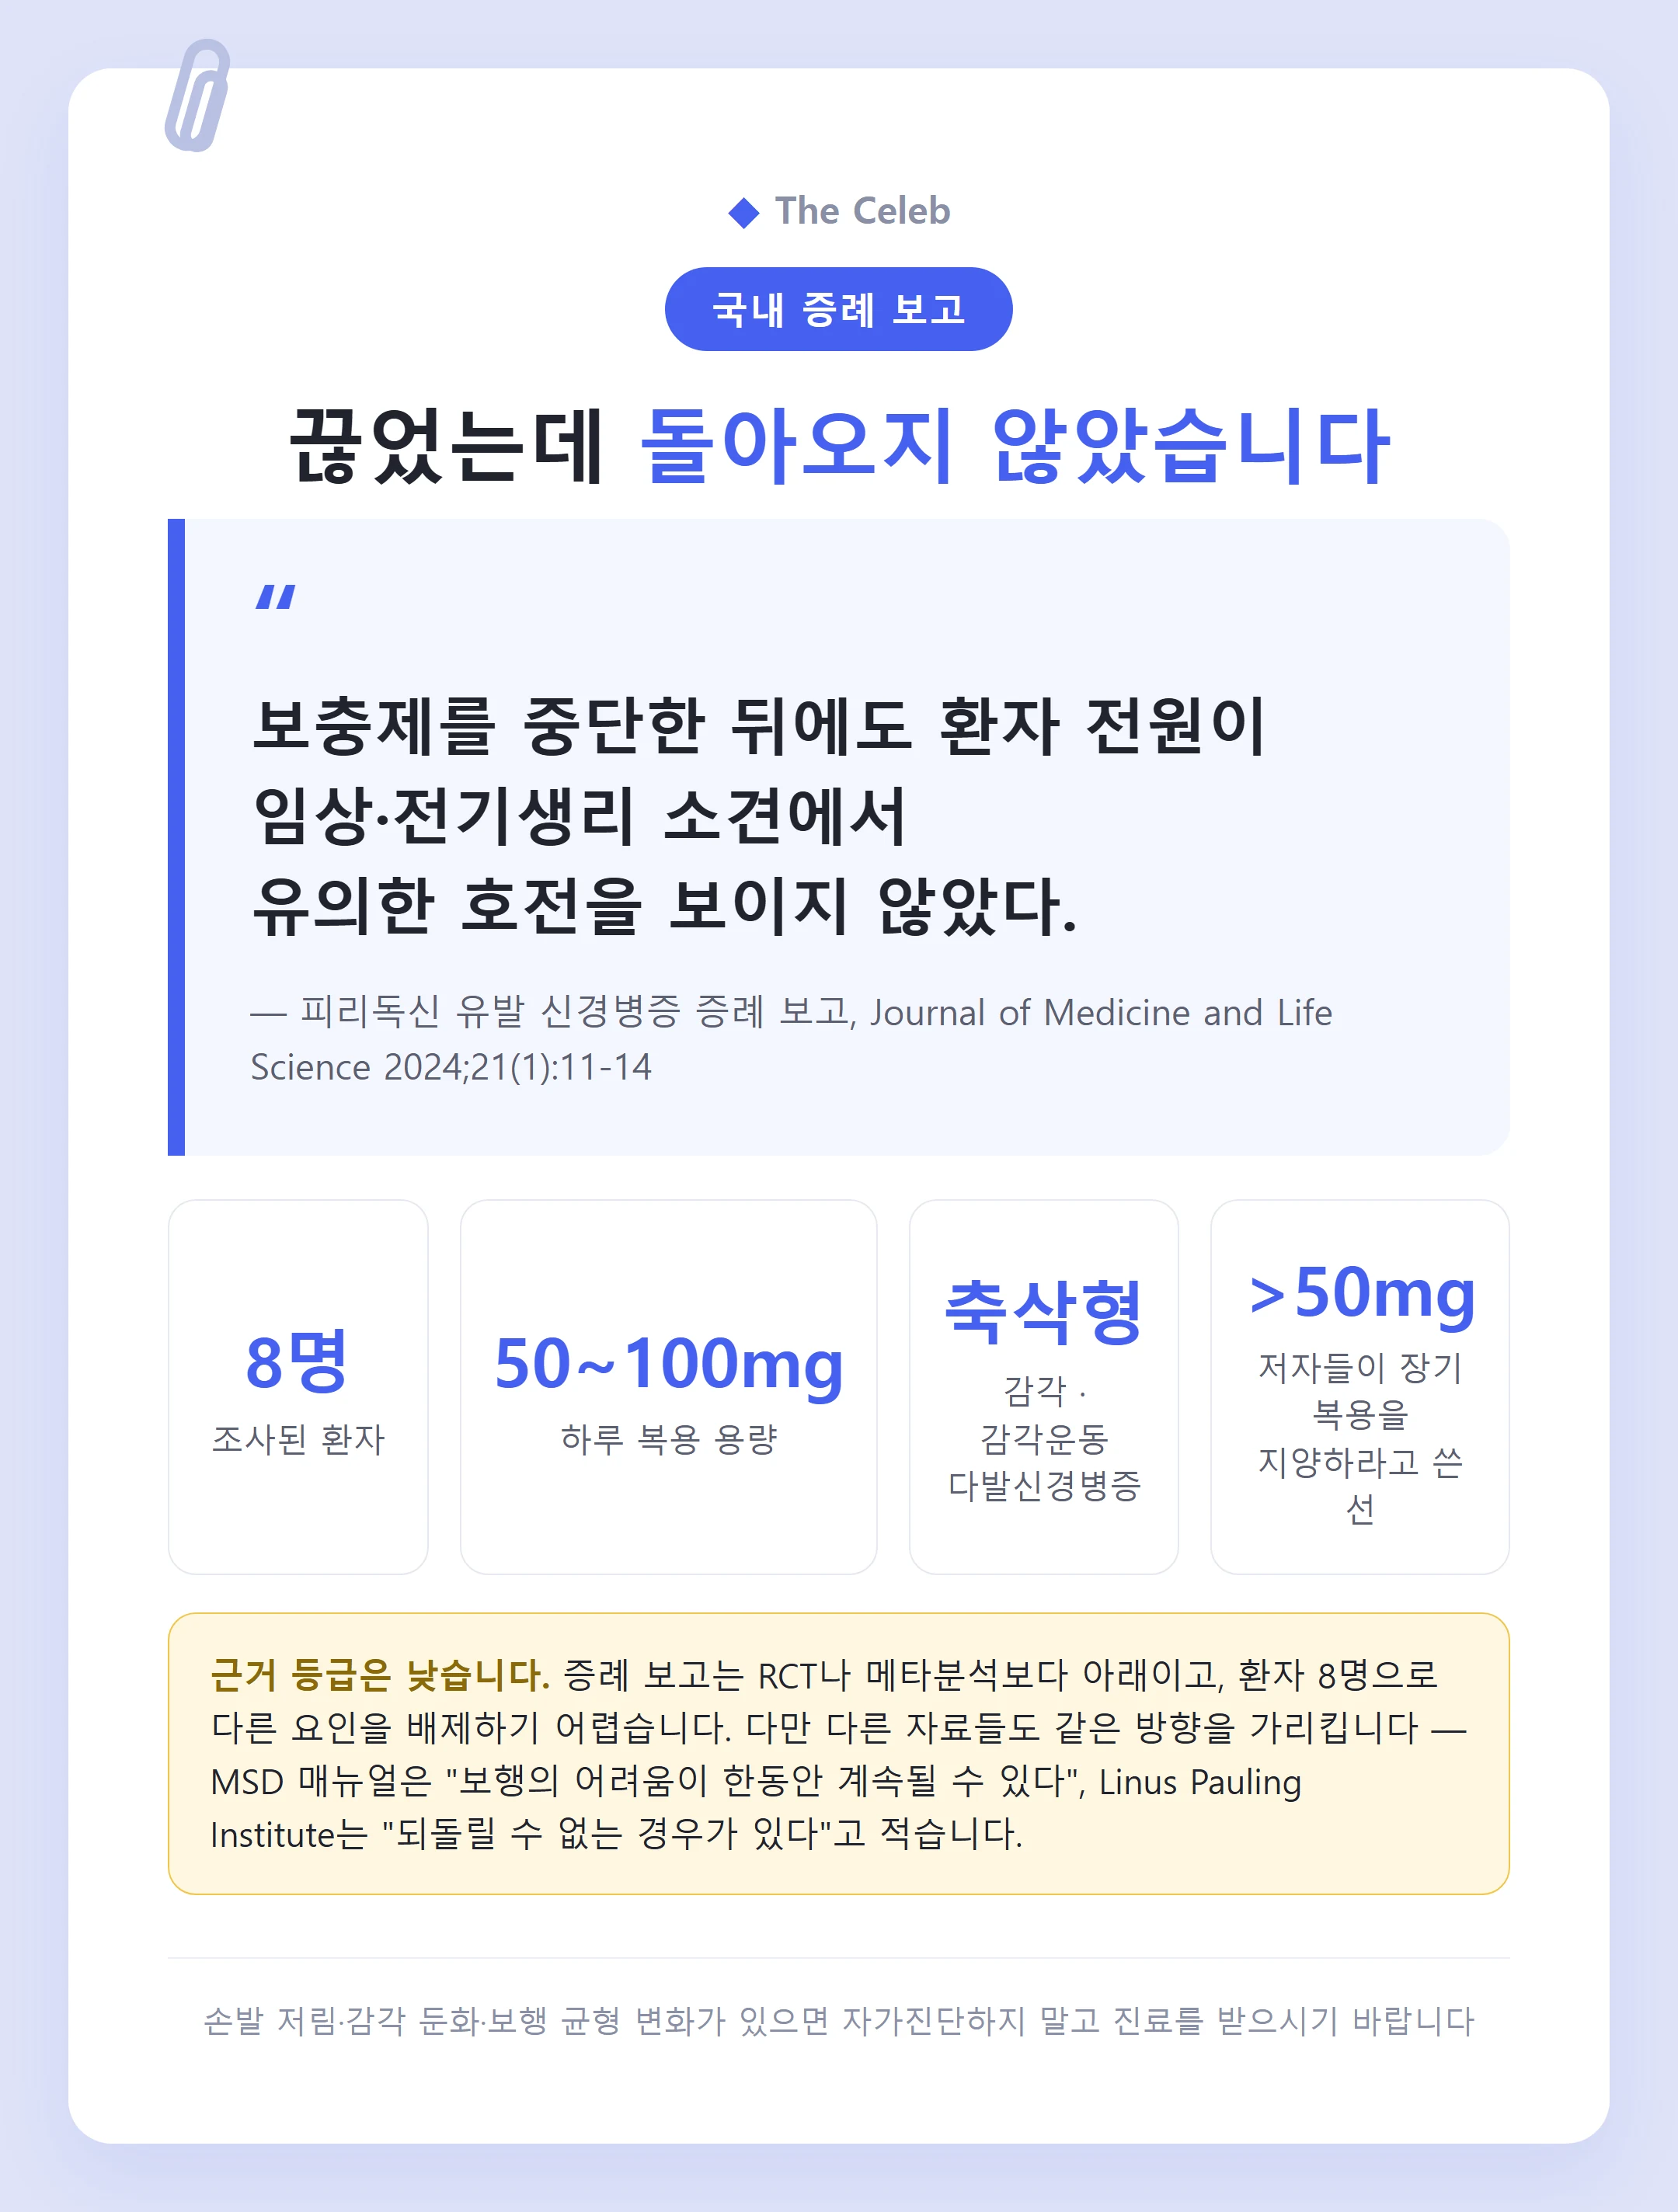 The Celeb
국내 증례 보고
끊었는데 돌아오지 않았습니다
“
보충제를 중단한 뒤에도 환자 전원이
임상·전기생리 소견에서
유의한 호전을 보이지 않았다.
— 피리독신 유발 신경병증 증례 보고, Journal of Medicine and Life
Science 2024;21(1):11-14
8명
조사된 환자
50~100mg
하루 복용 용량
축삭형
감각 ·
감각운동
다발신경병증
>50mg
저자들이 장기
복용을
지양하라고 쓴
선
근거 등급은 낮습니다. 증례 보고는 RCT나 메타분석보다 아래이고, 환자 8명으로
다른 요인을 배제하기 어렵습니다. 다만 다른 자료들도 같은 방향을 가리킵니다 —
MSD 매뉴얼은 "보행의 어려움이 한동안 계속될 수 있다", Linus Pauling
Institute는 "되돌릴 수 없는 경우가 있다"고 적습니다.
손발 저림·감각 둔화·보행 균형 변화가 있으면 자가진단하지 말고 진료를 받으시기 바랍니다